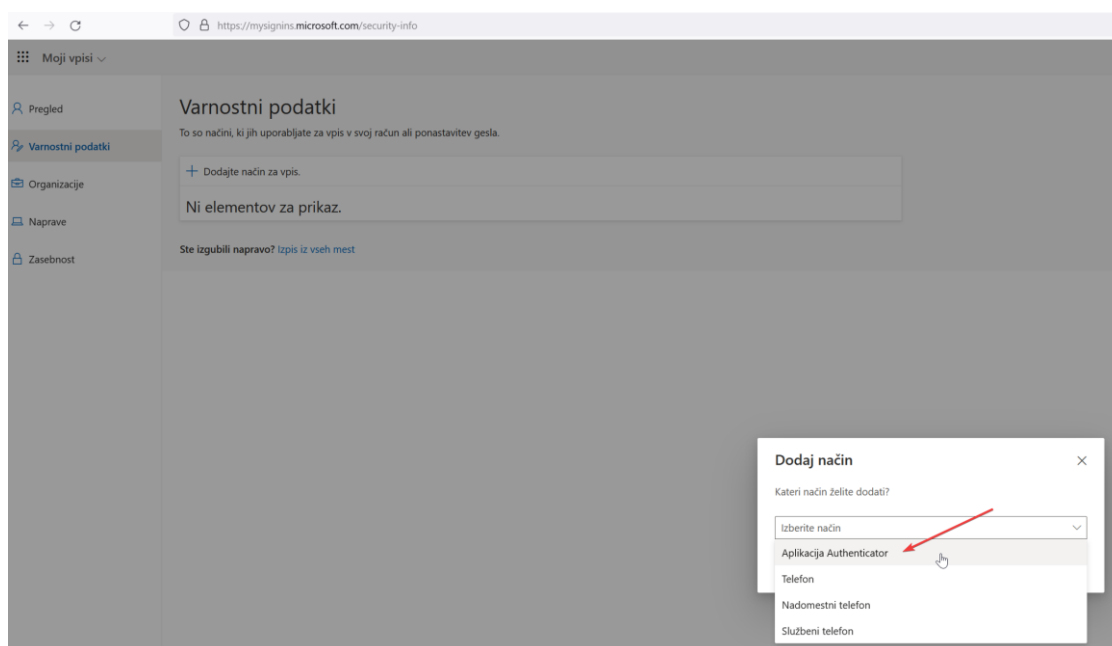 https://mysignins.microsoft.com/security-info
Moji vpisi
Pregled
Varnostni podatki
Organizacije
Naprave
Zasebnost
Varnostni podatki
To so načini, ki jih uporabljate za vpis v svoj račun ali ponastavitev gesla.
Dodajte način za vpis.
Ni elementov za prikaz.
Ste izgubili napravo? Izpis iz vseh mest
Dodaj način
Kateri način želite dodati?
Izberite način
Aplikacija Authenticator
Telefon
Nadomestni telefon
Službeni telefon